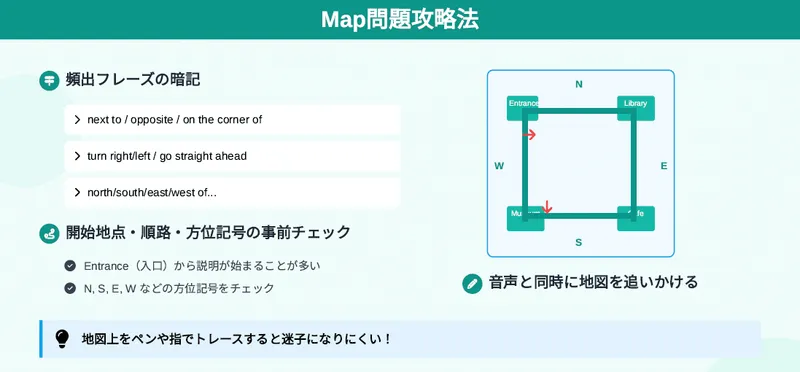 Map問題攻略法
頻出フレーズの暗記
next to / opposite / on the corner of
turn right/left / go straight ahead
north/south/east/west of...
開始地点・順路・方位記号の事前チェック
Entrance（入口）から説明が始まることが多い
N, S, E, W などの方位記号をチェック
N
Entrance
Library
W
E
S
音声と同時に地図を追いかける
地図上をペンや指でトレースすると迷子になりにくい！